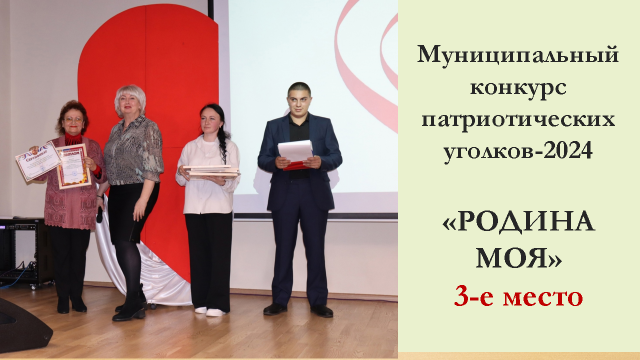 Муниципальный
конкурс
патриотических
уголков-2024
«РОДИНА
МОЯ»
3-е место